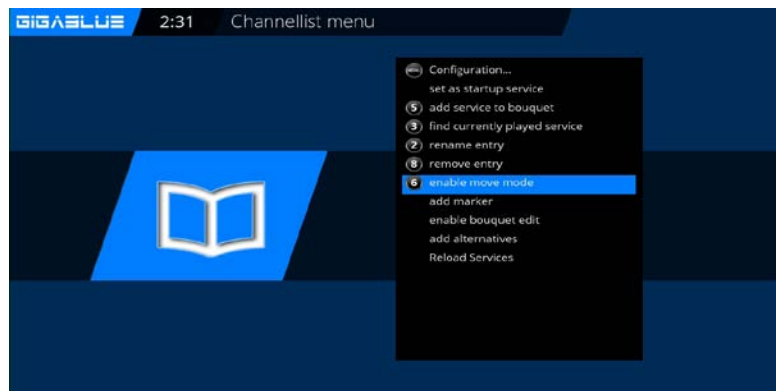 GIGABLUE 2:31 Channellist menu
MENU Configuration...
set as startup service
5 add service to bouquet
3 find currently played service
2 rename entry
8 remove entry
6 enable move mode
add marker
enable bouquet edit
add alternatives
Reload Services